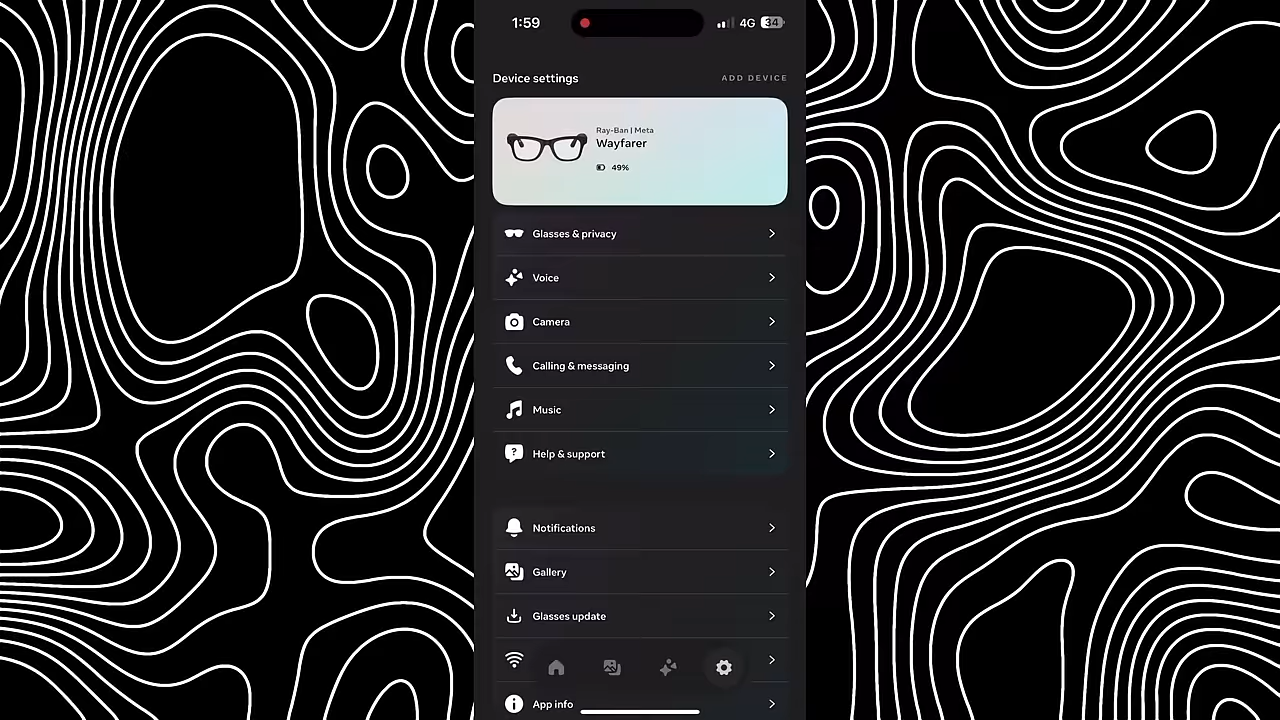 1:59
4G 34
Device settings
ADD DEVICE
Ray-Ban | Meta
Wayfarer
49%
Glasses & privacy
Voice
Camera
Calling & messaging
Music
Help & support
Notifications
Gallery
Glasses update
App info